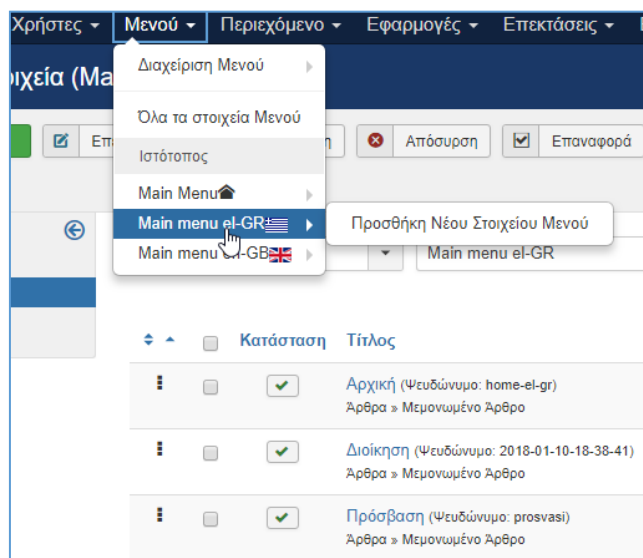 Χρήστες Μενού Περιεχόμενο Εφαρμογές Επεκτάσεις
οιχεία (Ma
Διαχείριση Μενού
Όλα τα στοιχεία Μενού
Ιστότοπος
Main Menu
Main menu el-GR
Προσθήκη Νέου Στοιχείου Μενού
Main menu en-GB
Επε
η
Απόσυρση
Επαναφορά
Main menu el-GR
Κατάσταση Τίτλος
Αρχική (Ψευδώνυμο: home-el-gr)
Άρθρα » Μεμονωμένο Άρθρο
Διοίκηση (Ψευδώνυμο: 2018-01-10-18-38-41)
Άρθρα » Μεμονωμένο Άρθρο
Πρόσβαση (Ψευδώνυμο: prosvasi)
Άρθρα » Μεμονωμένο Άρθρο